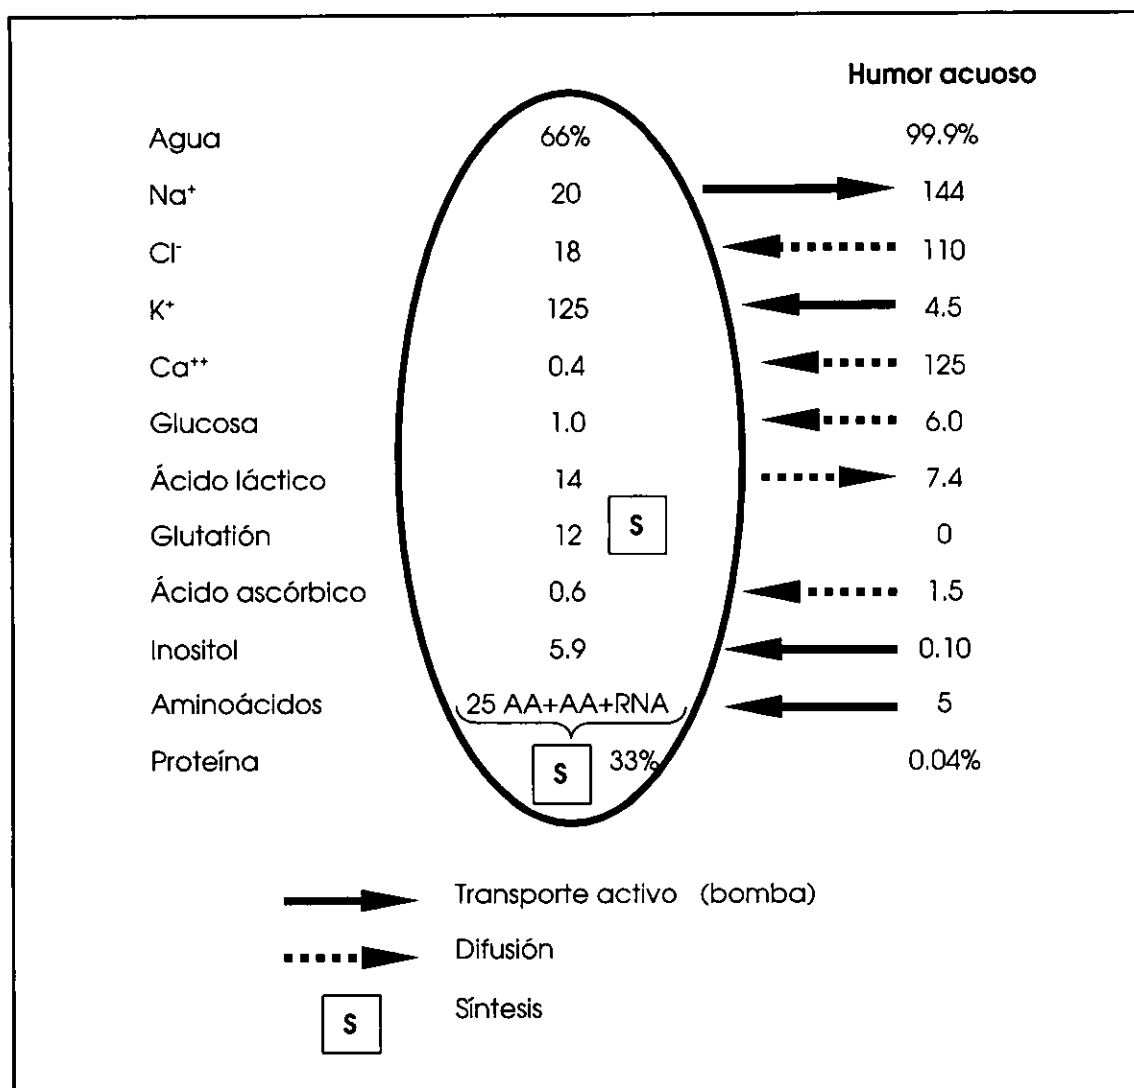 Humor acuoso
Agua 66% 99.9%
Na⁺ 20 144
Cl⁻ 18 110
K⁺ 125 4.5
Ca⁺⁺ 0.4 125
Glucosa 1.0 6.0
Ácido láctico 14 7.4
Glutatión 12 S 0
Ácido ascórbico 0.6 1.5
Inositol 5.9 0.10
Aminoácidos 25 AA+AA+RNA 5
Proteína S 33% 0.04%
Transporte activo (bomba)
Difusión
S Síntesis